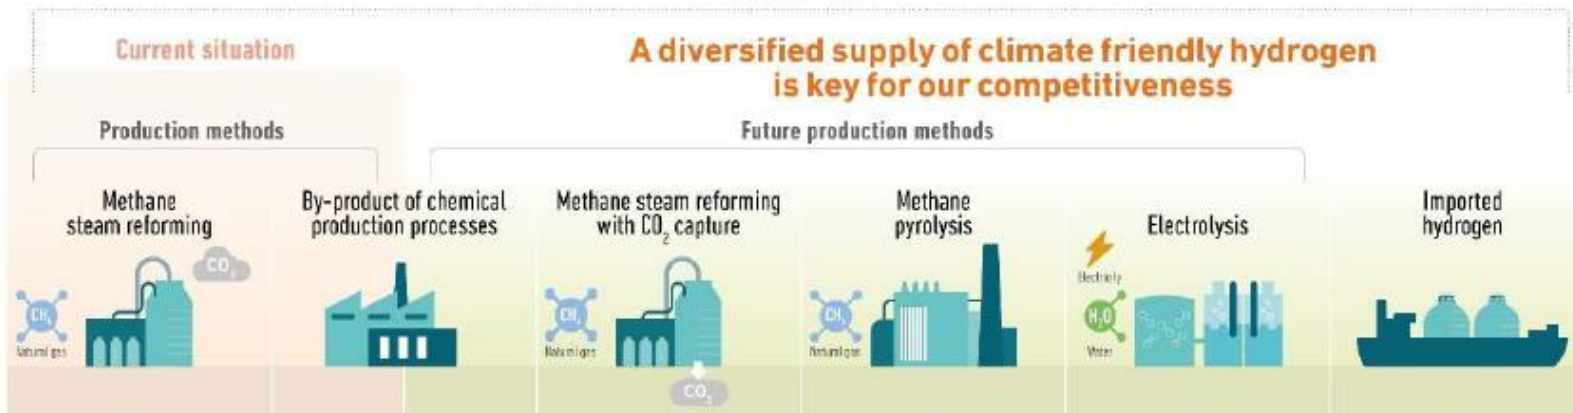 Current situation
A diversified supply of climate friendly hydrogen
is key for our competitiveness
Production methods
Future production methods
Methane
steam reforming
CO₂
CH₄
Natural gas
By-product of chemical
production processes
Methane steam reforming
with CO₂ capture
CH₄
Natural gas
CO₂
Methane
pyrolysis
CH₄
Natural gas
Electrolysis
Electricity
H₂O
Water
Imported
hydrogen